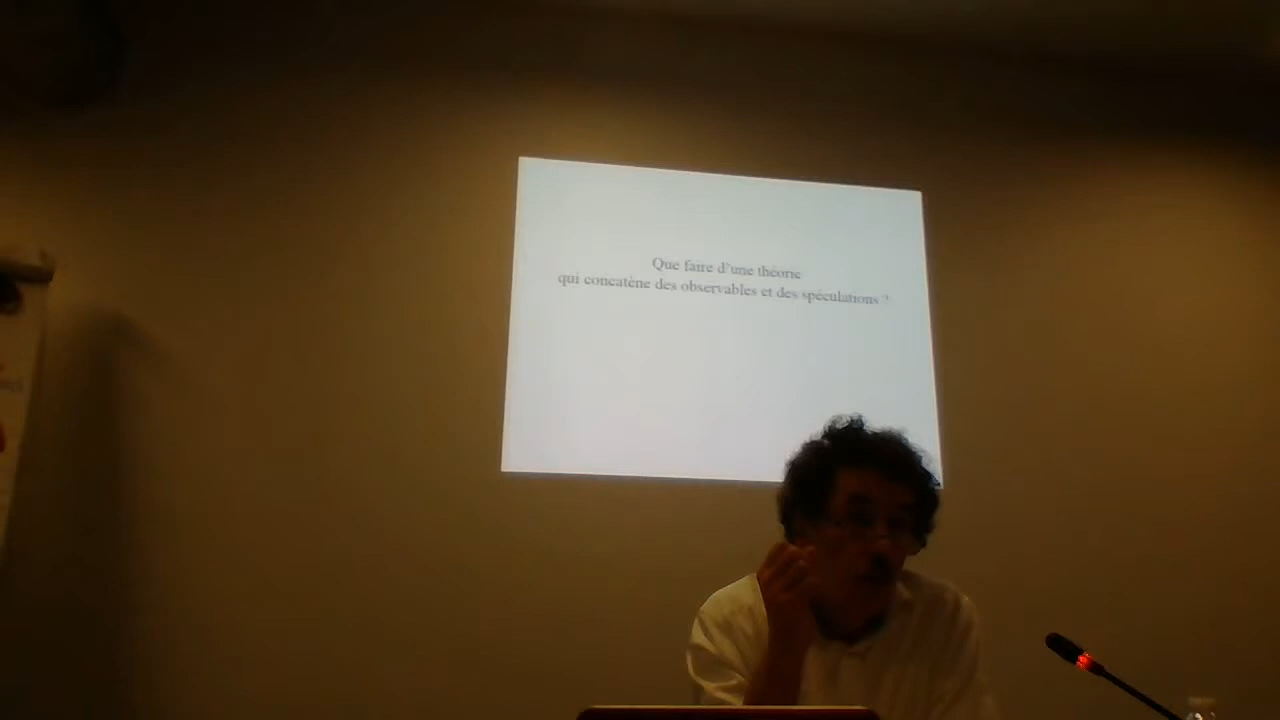 Que faire d'une théorie
qui concatène des observables et des spéculations ?